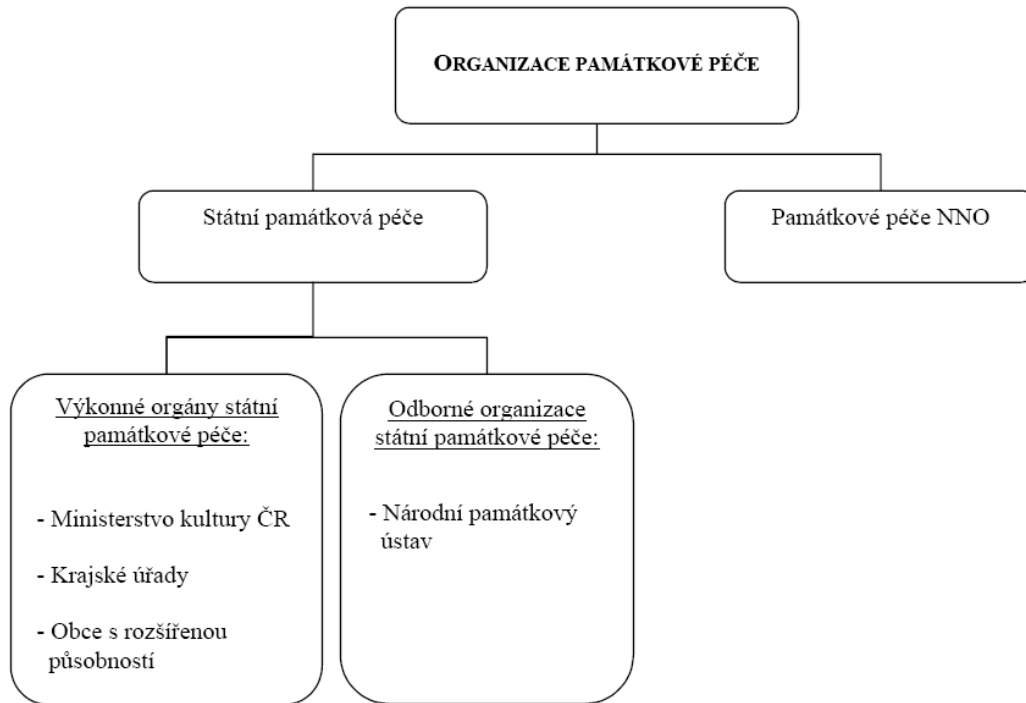 ORGANIZACE PAMÁTKOVÉ PÉČE
Státní památková péče
Památkové péče NNO
Výkonné orgány státní
památkové péče:
- Ministerstvo kultury ČR
- Krajské úřady
- Obce s rozšířenou
působností
Odborné organizace
státní památkové péče:
- Národní památkový
ústav